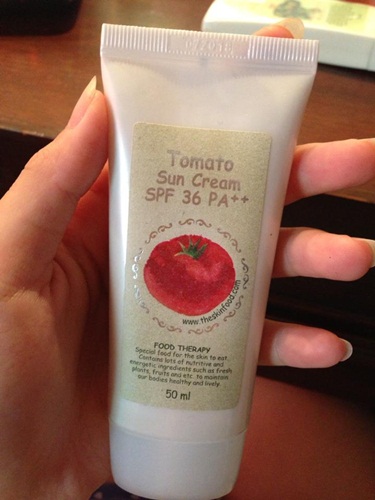 Tomato
Sun Cream
SPF 36 PA++
www.theskinfood.com
FOOD THERAPY
Special food for the skin to eat.
Contains lots of nutritive and
energetic ingredients such as fresh
plants, fruits and etc. to maintain
our bodies healthy and lively.
50 ml